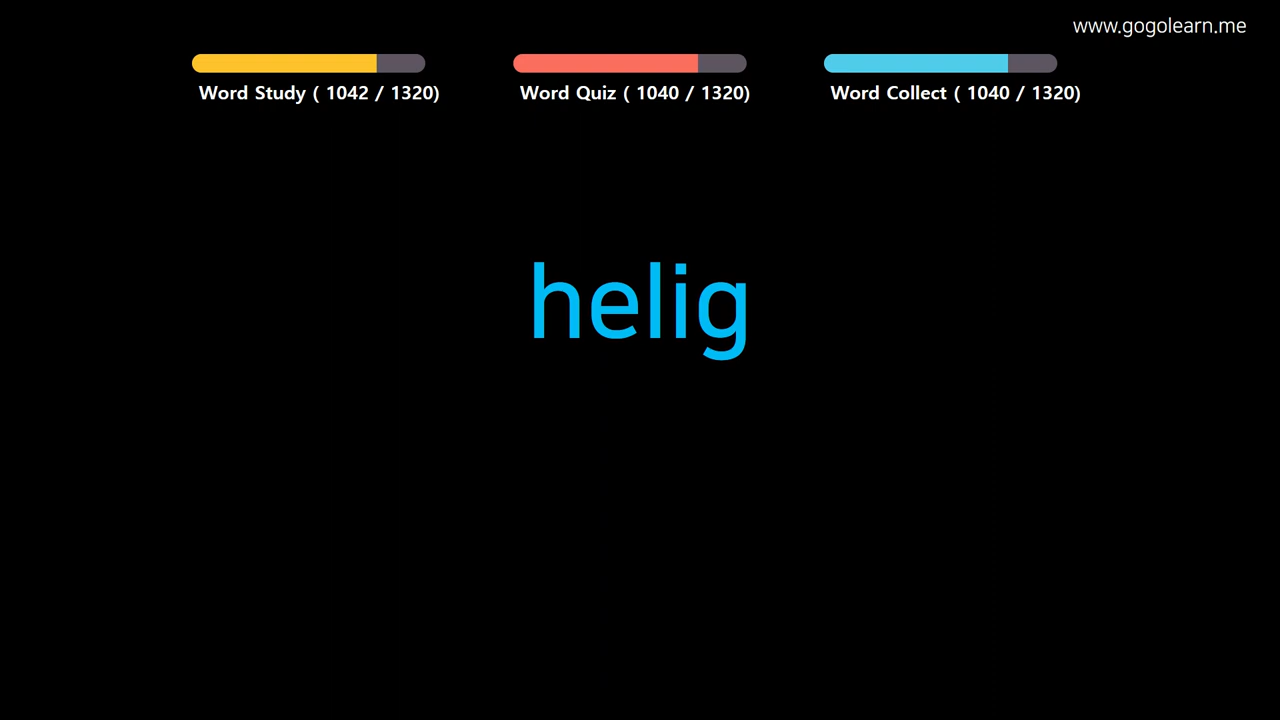 www.gogolearn.me
Word Study ( 1042 / 1320)
Word Quiz ( 1040 / 1320)
Word Collect ( 1040 / 1320)
helig